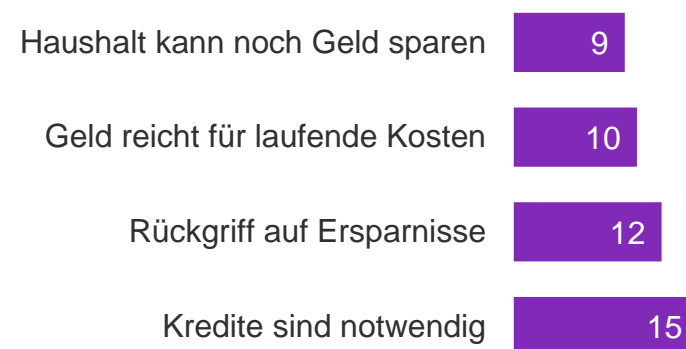 Haushalt kann noch Geld sparen 9
Geld reicht für laufende Kosten 10
Rückgriff auf Ersparnisse 12
Kredite sind notwendig 15